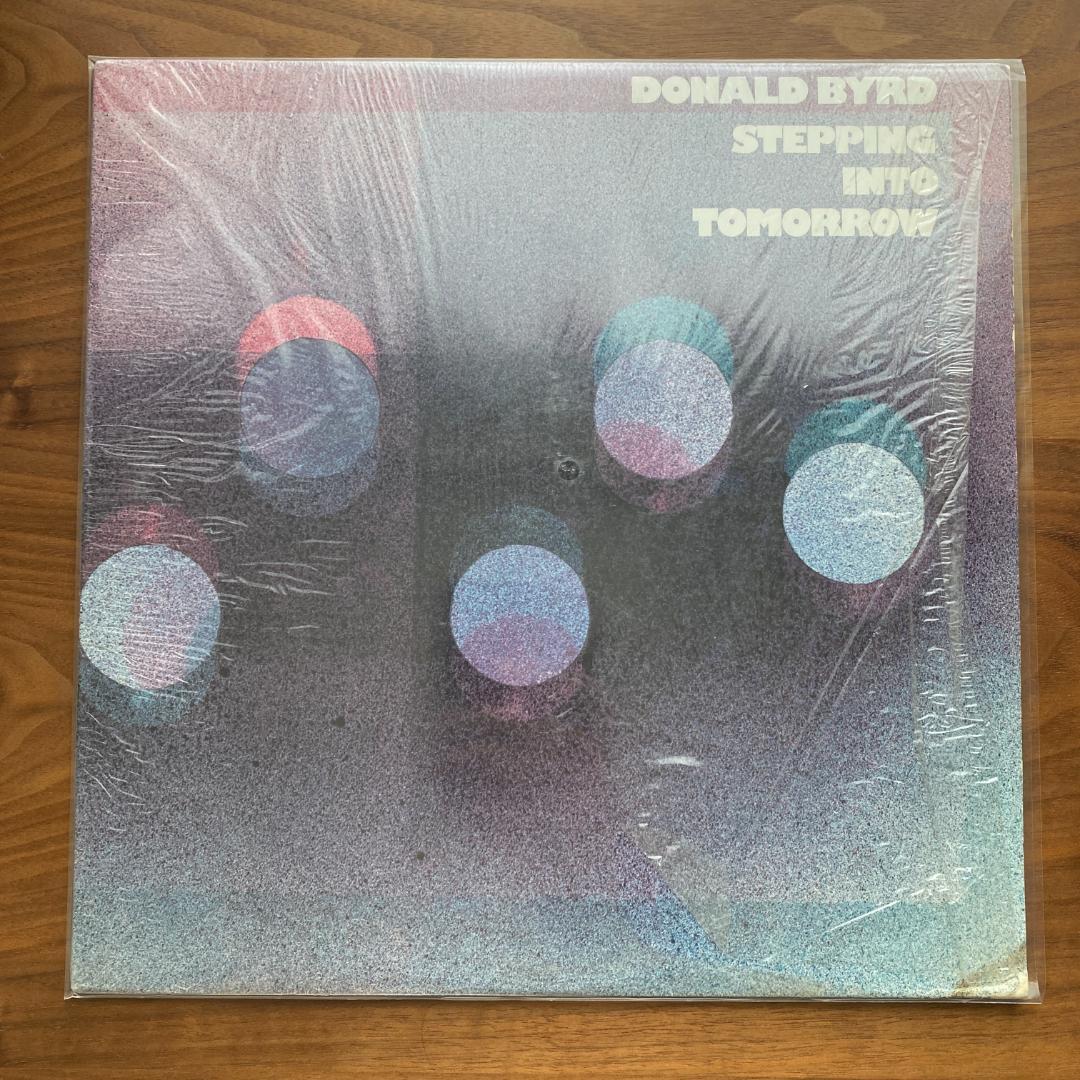 DONALD BYRD
STEPPING
INTO
TOMORROW